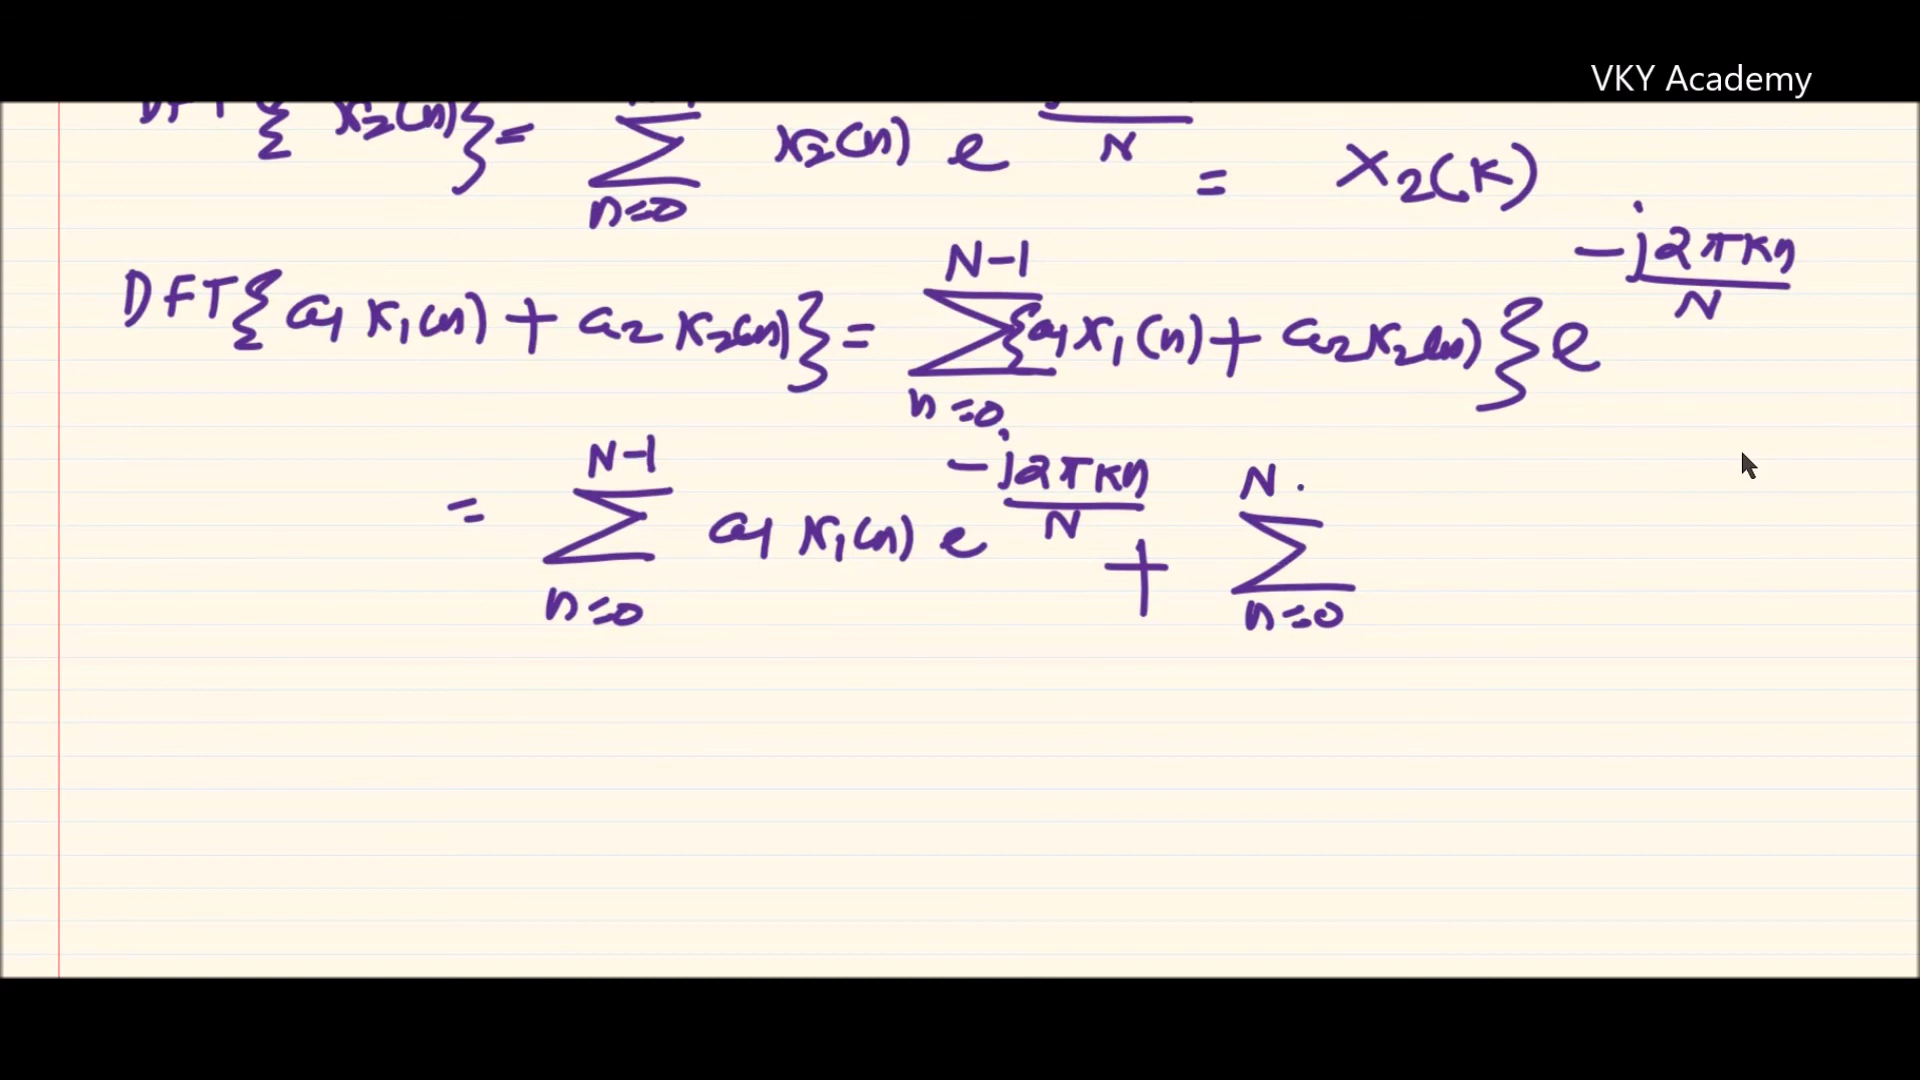 VKY Academy
DFT{ x₂(n)} = Σ n=0 N-1 x₂(n) e N = X₂(K)
DFT{a₁ x₁(n) + a₂ x₂(n)} = Σ n=0 N-1 {a₁ x₁(n) + a₂ x₂(n)} e -j2πkn/N
= Σ n=0 N-1 a₁ x₁(n) e -j2πkn/N + Σ n=0 N